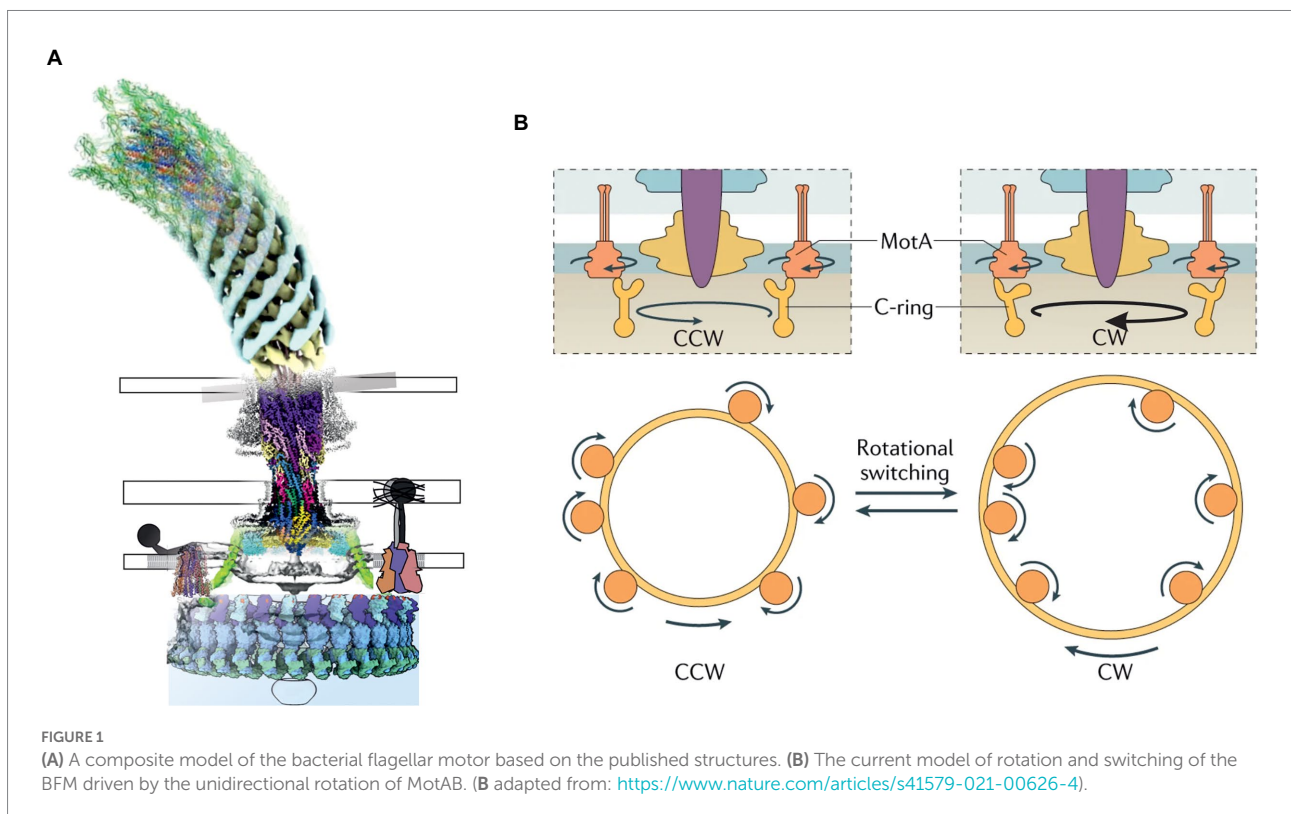 A
B
MotA
C-ring
CCW
CW
Rotational
switching
CCW
CW
FIGURE 1
(A) A composite model of the bacterial flagellar motor based on the published structures. (B) The current model of rotation and switching of the
BFM driven by the unidirectional rotation of MotAB. (B adapted from: https://www.nature.com/articles/s41579-021-00626-4).